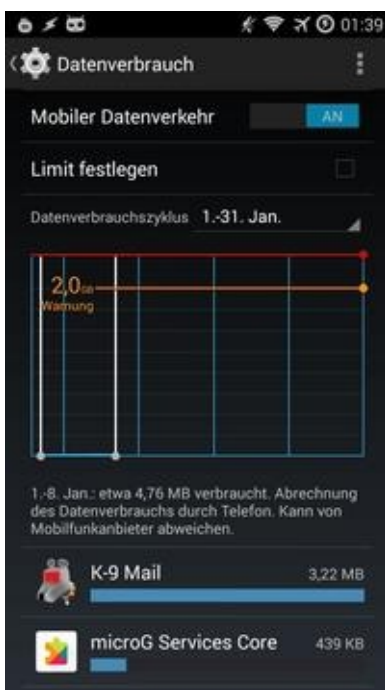 01:39
Datenverbrauch
Mobiler Datenverkehr AN
Limit festlegen
Datenverbrauchszyklus 1.-31. Jan.
2,0GB
Warnung
1.-8. Jan.: etwa 4,76 MB verbraucht. Abrechnung
des Datenverbrauchs durch Telefon. Kann von
Mobilfunkanbieter abweichen.
K-9 Mail 3,22 MB
microG Services Core 439 KB